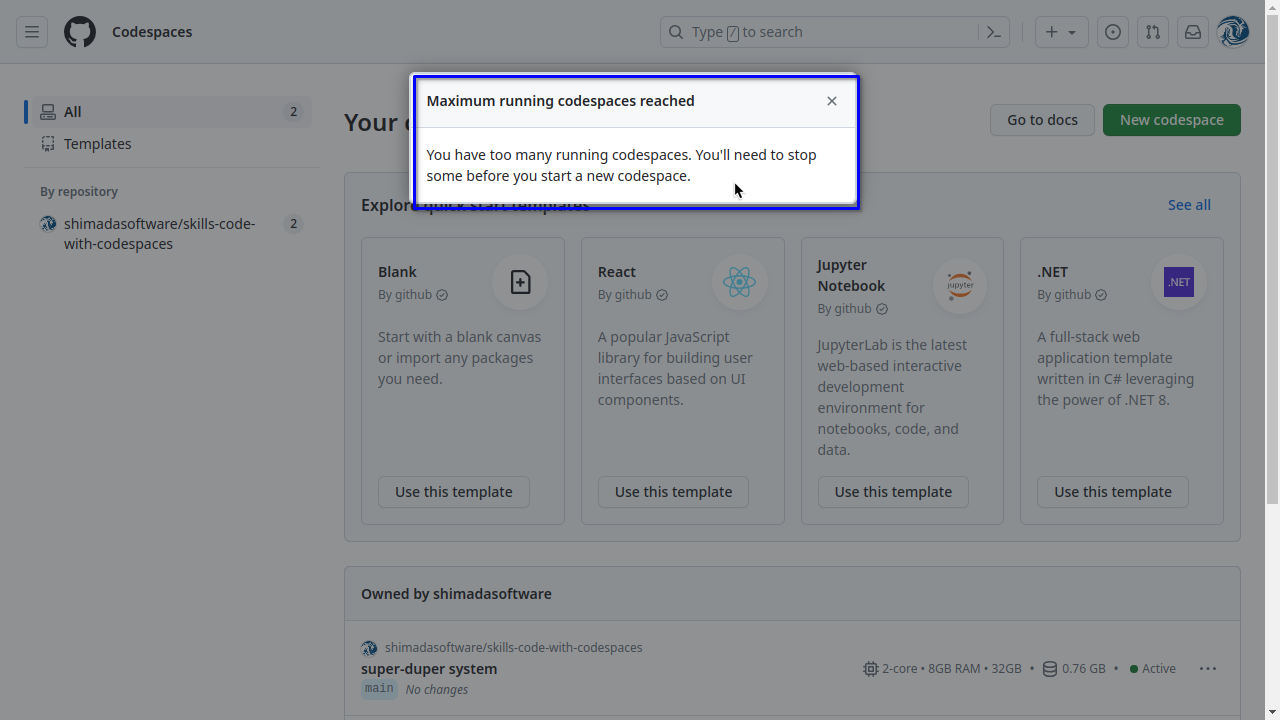 Codespaces
Type / to search
All 2
Templates
By repository
shimadasoftware/skills-code-with-codespaces 2
Go to docs
New codespace
Maximum running codespaces reached
You have too many running codespaces. You'll need to stop
some before you start a new codespace.
Explore quick start templates
See all
Blank
By github
Start with a blank canvas
or import any packages
you need.
Use this template
React
By github
A popular JavaScript
library for building user
interfaces based on UI
components.
Use this template
Jupyter
Notebook
By github
jupyter
JupyterLab is the latest
web-based interactive
development
environment for
notebooks, code, and
data.
Use this template
.NET
By github
.NET
A full-stack web
application template
written in C# leveraging
the power of .NET 8.
Use this template
Owned by shimadasoftware
shimadasoftware/skills-code-with-codespaces
super-duper system
2-core • 8GB RAM • 32GB • 0.76 GB • Active
main No changes